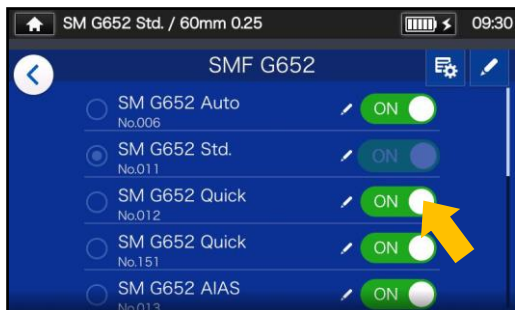 SM G652 Std. / 60mm 0.25 09:30
SMF G652
SM G652 Auto ON
No.006
SM G652 Std. ON
No.011
SM G652 Quick ON
No.012
SM G652 Quick ON
No.151
SM G652 AIAS ON
No.013